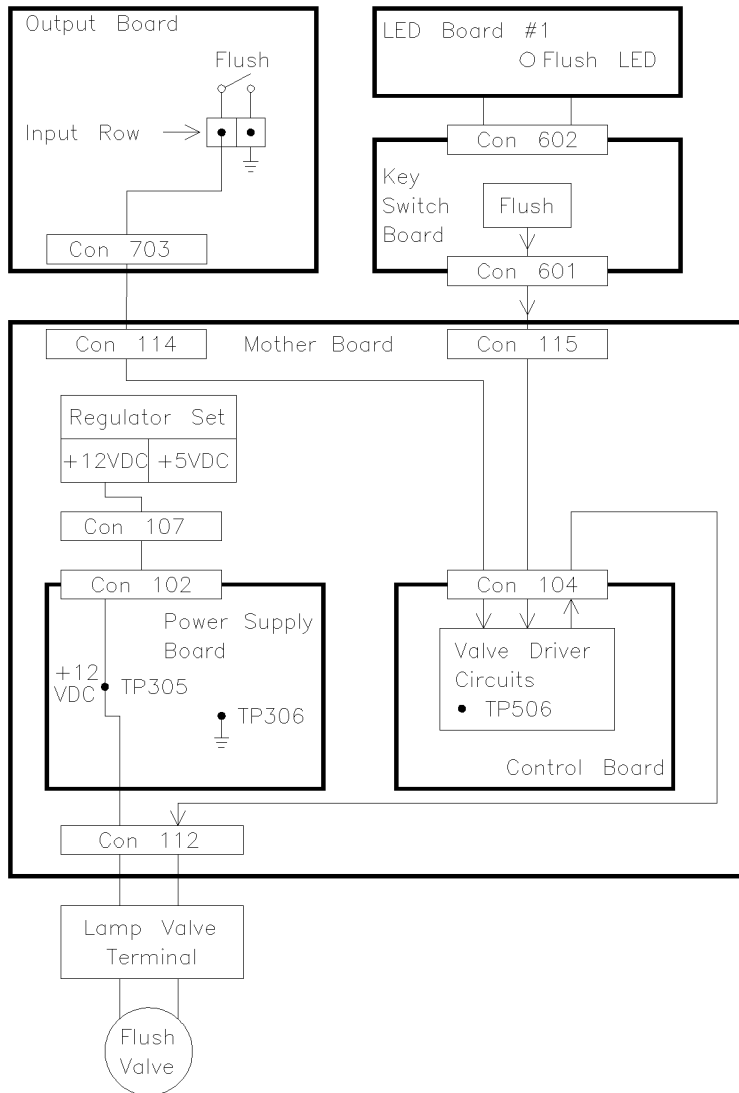 Output Board
Flush
Input Row
Con 703
LED Board #1
Flush LED
Con 602
Key
Switch
Board
Flush
Con 601
Con 114
Mother Board
Con 115
Regulator Set
+12VDC
+5VDC
Con 107
Con 102
Power Supply
Board
+12
VDC
TP305
TP306
Con 104
Valve Driver
Circuits
TP506
Control Board
Con 112
Lamp Valve
Terminal
Flush
Valve